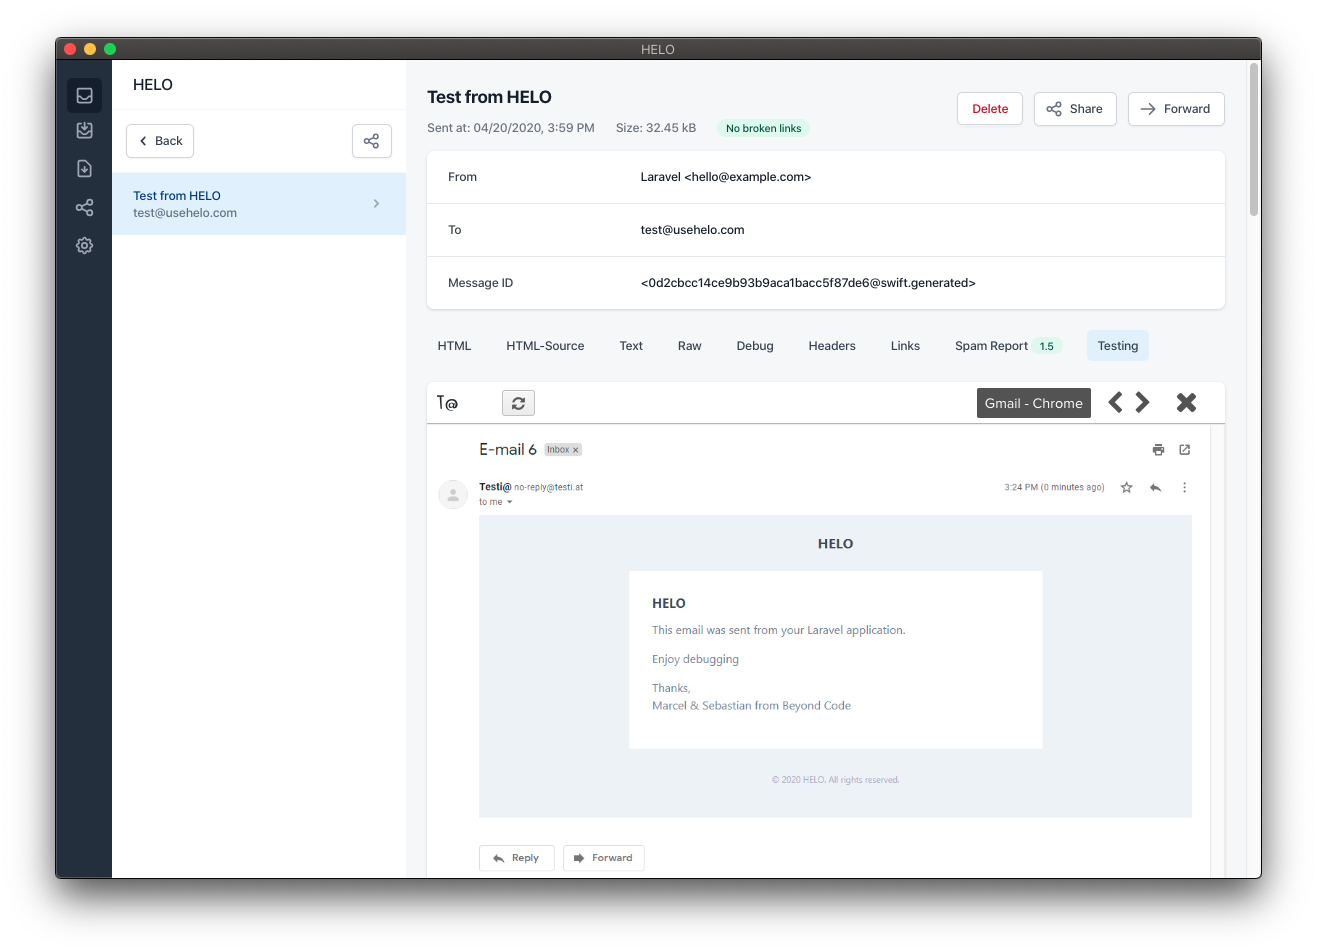 HELO
HELO
Back
Test from HELO
test@usehelo.com
Test from HELO
Sent at: 04/20/2020, 3:59 PM Size: 32.45 kB No broken links
Delete Share Forward
From Laravel <hello@example.com>
To test@usehelo.com
Message ID <0d2cbcc14ce9b93b9aca1bacc5f87de6@swift.generated>
HTML HTML-Source Text Raw Debug Headers Links Spam Report 1.5 Testing
T@ Gmail - Chrome
E-mail 6 Inbox x
Testi@ no-reply@testi.at 3:24 PM (0 minutes ago)
to me
HELO
HELO
This email was sent from your Laravel application.
Enjoy debugging
Thanks,
Marcel & Sebastian from Beyond Code
© 2020 HELO. All rights reserved.
Reply Forward